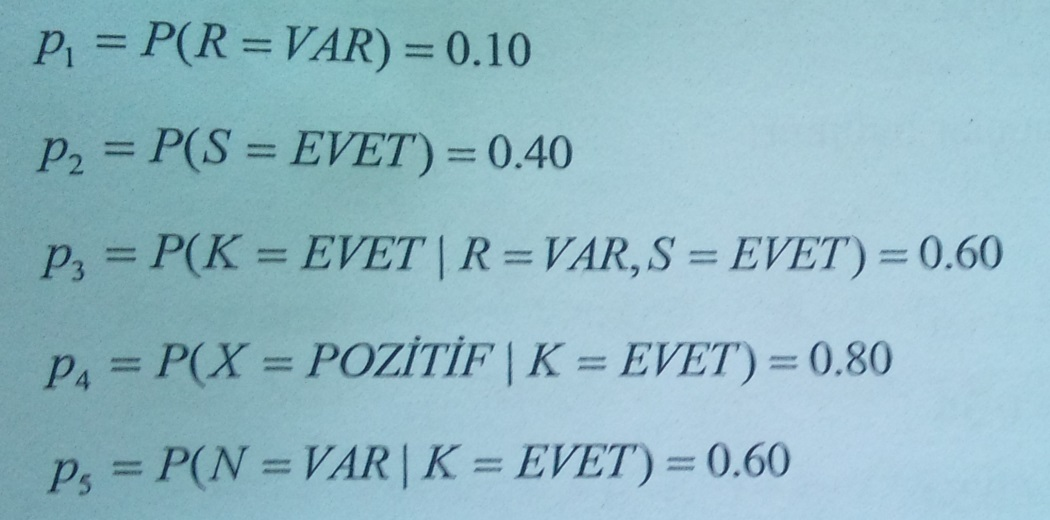 p₁ = P(R = VAR) = 0.10
p₂ = P(S = EVET) = 0.40
p₃ = P(K = EVET | R = VAR, S = EVET) = 0.60
p₄ = P(X = POZİTİF | K = EVET) = 0.80
p₅ = P(N = VAR | K = EVET) = 0.60